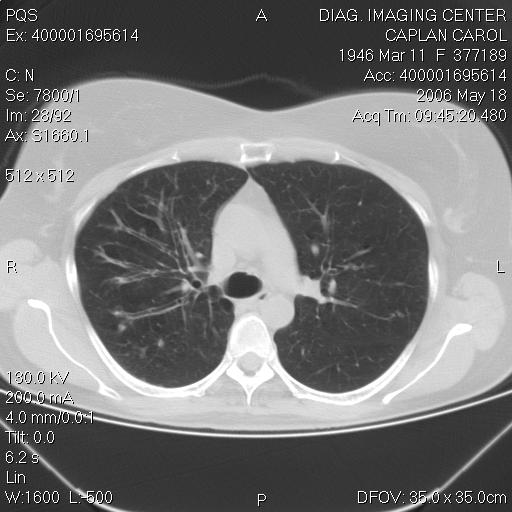 PQS
A
DIAG. IMAGING CENTER
Ex: 400001695614
CAPLAN CAROL
1946 Mar 11 F 377189
C: N
Acc: 400001695614
Se: 7800/1
2006 May 18
Im: 28/92
Acq Tm: 09:45:20.480
Ax: S1660.1
512 x 512
R
L
130.0 kV
200.0 mA
4.0 mm/0.0:1
Tilt: 0.0
6.2 s
Lin
W:1600 L:-500
P
DFOV: 35.0 x 35.0cm